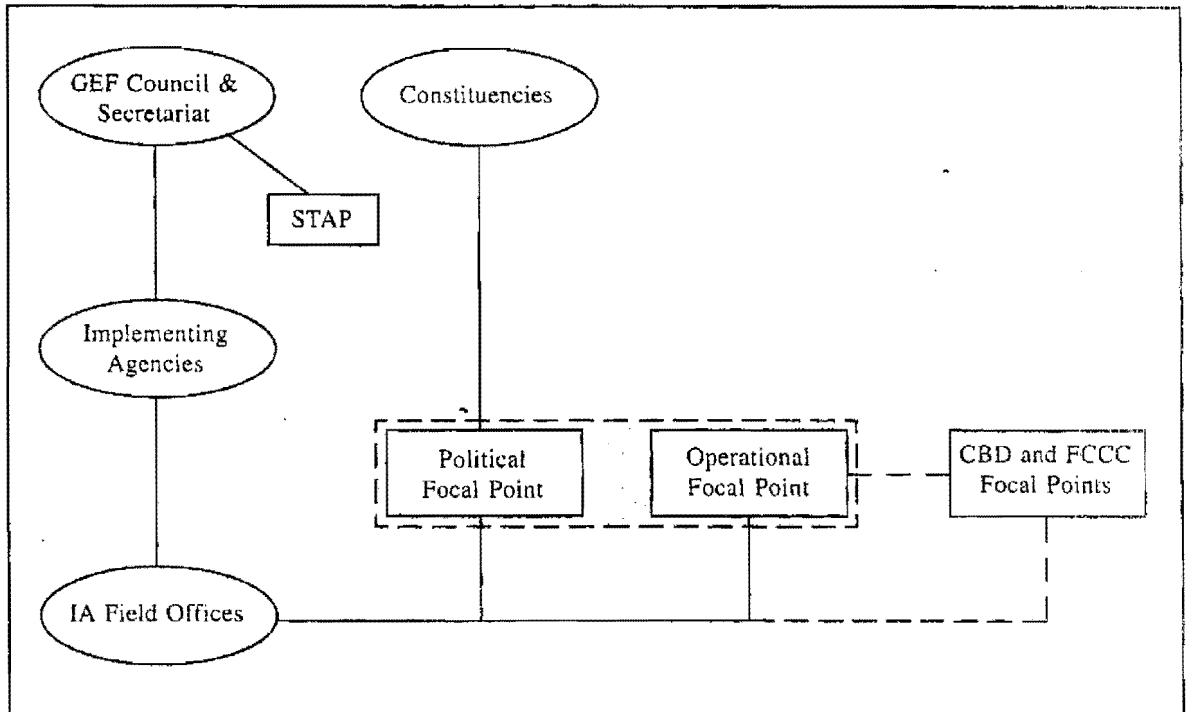 GEF Council &
Secretariat
Constituencies
STAP
Implementing
Agencies
Political
Focal Point
Operational
Focal Point
CBD and FCCC
Focal Points
IA Field Offices